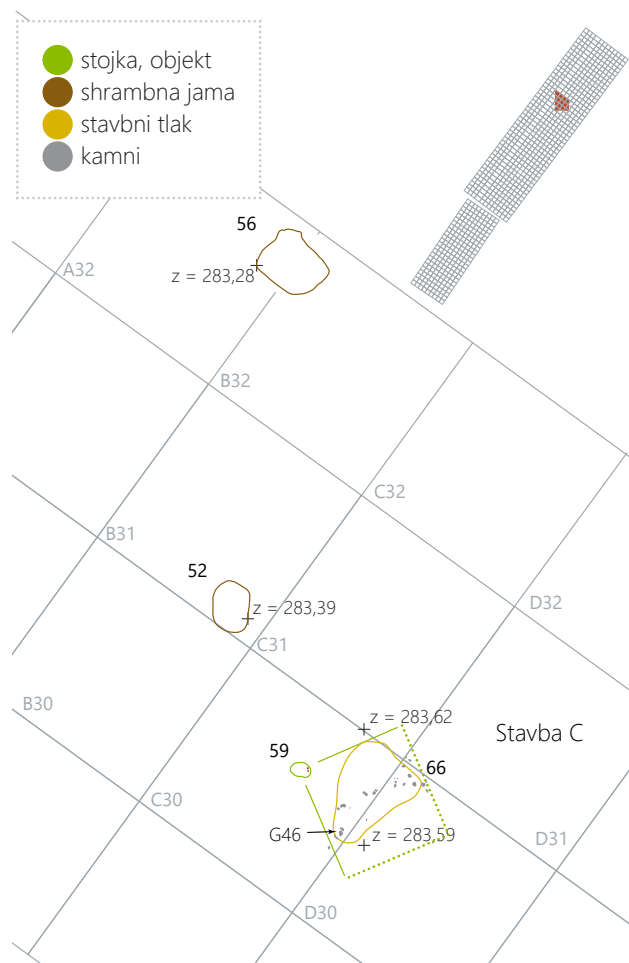 stojka, objekt
shrambna jama
stavbni tlak
kamni
56
A32
z = 283,28
B32
C32
B31
52
z = 283,39
D32
C31
B30
z = 283,62
Stavba C
59
66
C30
G46
z = 283,59
D31
D30